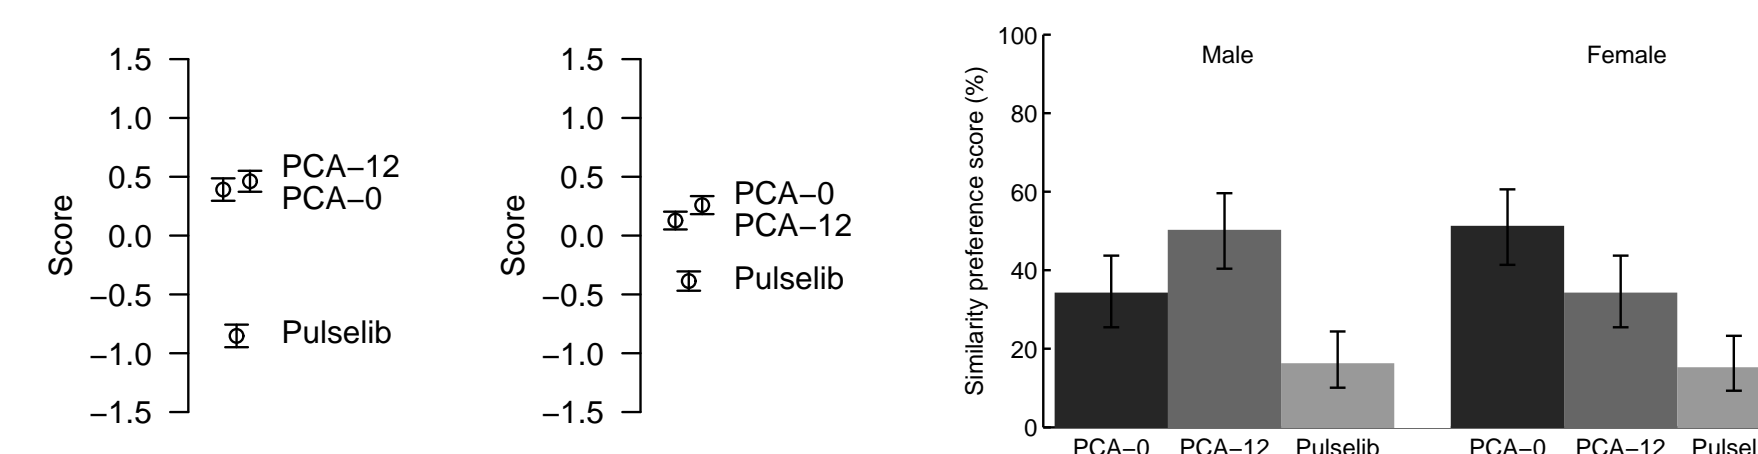 Score
1.5
1.0
0.5
0.0
−0.5
−1.0
−1.5
PCA−12
PCA−0
Pulselib
Score
1.5
1.0
0.5
0.0
−0.5
−1.0
−1.5
PCA−0
PCA−12
Pulselib
Similarity preference score (%)
100
80
60
40
20
0
Male
Female
PCA−0 PCA−12 Pulselib PCA−0 PCA−12 Pulsel